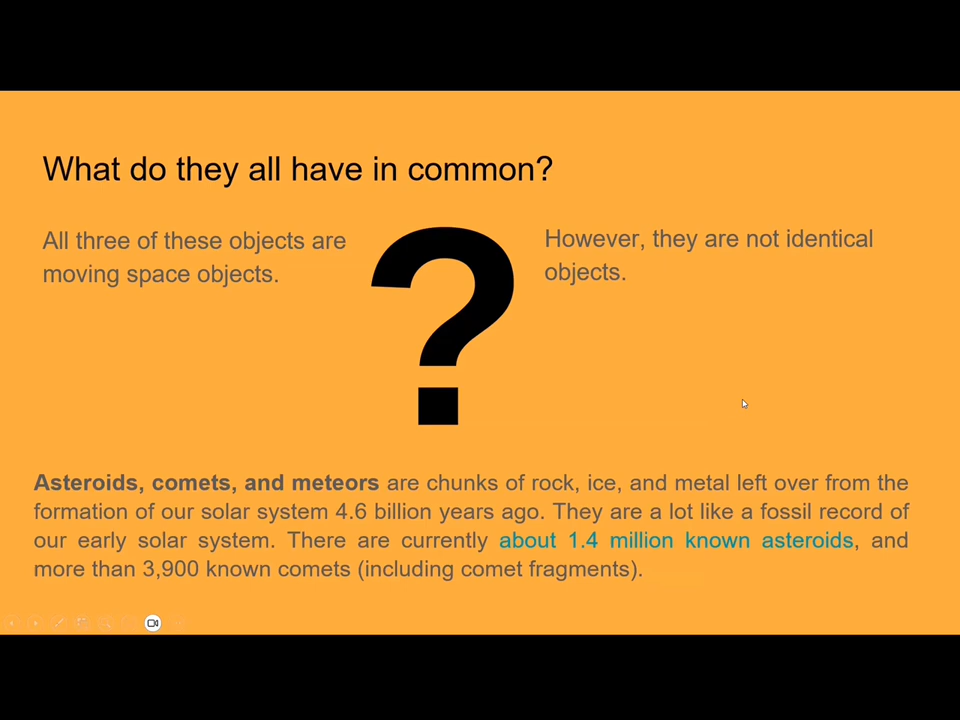 What do they all have in common?
All three of these objects are
moving space objects.
?
However, they are not identical
objects.
Asteroids, comets, and meteors are chunks of rock, ice, and metal left over from the
formation of our solar system 4.6 billion years ago. They are a lot like a fossil record of
our early solar system. There are currently about 1.4 million known asteroids, and
more than 3,900 known comets (including comet fragments).